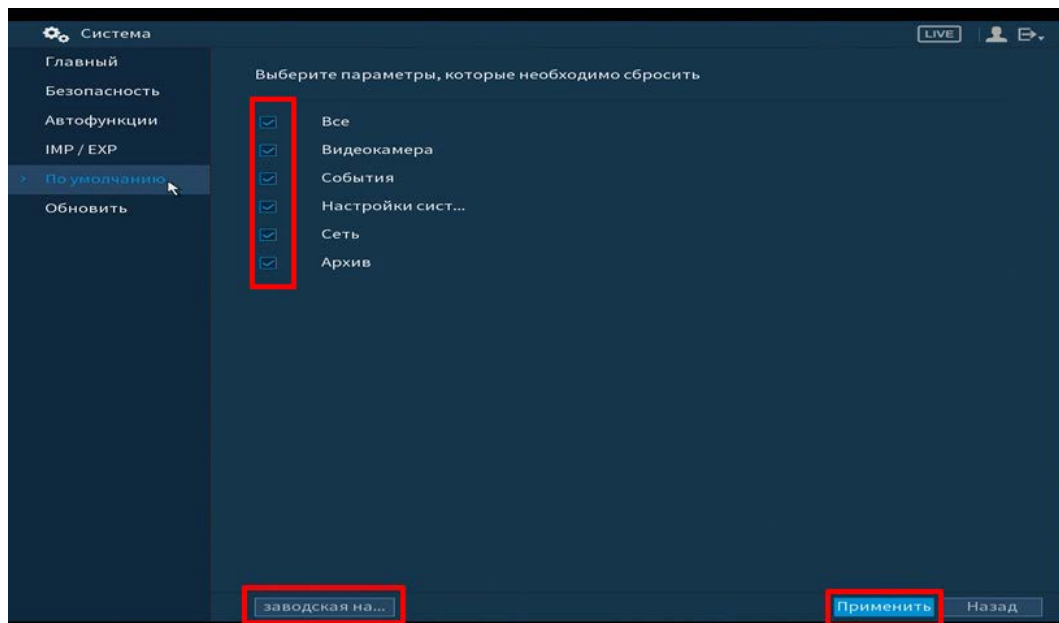 Система
LIVE
Главный
Безопасность
Автофункции
IMP / EXP
По умолчанию
Обновить
Выберите параметры, которые необходимо сбросить
Все
Видеокамера
События
Настройки сист...
Сеть
Архив
заводская на...
Применить
Назад